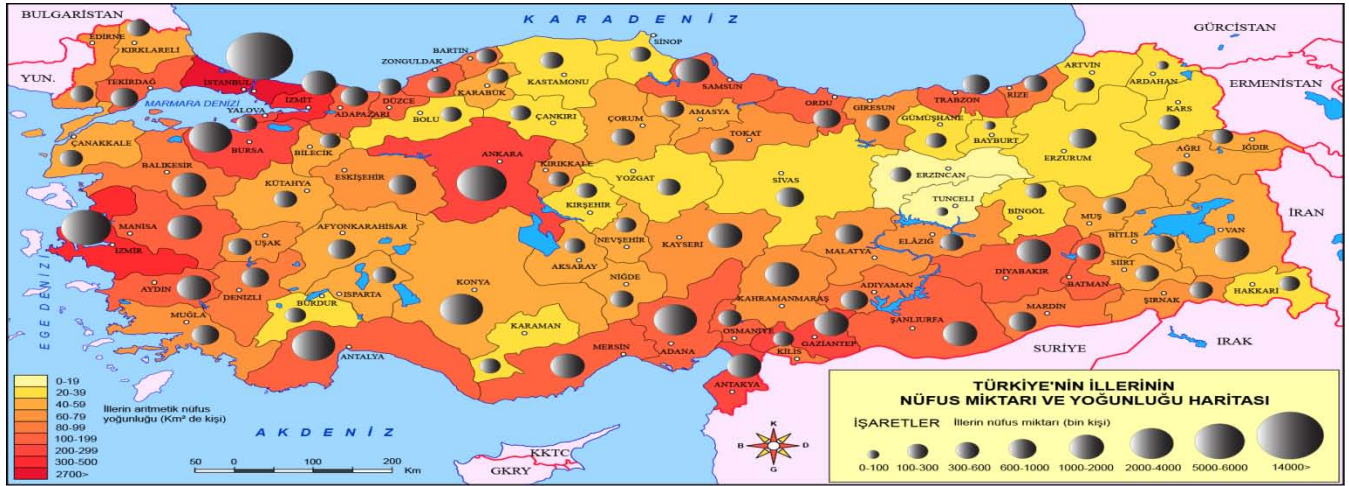 BULGARİSTAN
K A R A D E N İ Z
GÜRCİSTAN
EDİRNE
KIRKLARELİ
YUN.
TEKİRDAĞ
İSTANBUL
MARMARA DENİZİ
YALOVA
İZMİT
ADAPAZARI
DÜZCE
ZONGULDAK
BARTIN
KARABÜK
KASTAMONU
SİNOP
SAMSUN
ORDU
GİRESUN
TRABZON
RİZE
ARTVİN
ARDAHAN
ERMENİSTAN
KARS
ÇANAKKALE
BALIKESİR
BURSA
BİLECİK
BOLU
ÇANKIRI
ÇORUM
AMASYA
TOKAT
GÜMÜŞHANE
BAYBURT
ERZURUM
AĞRI
IĞDIR
KÜTAHYA
ESKİŞEHİR
ANKARA
KIRIKKALE
YOZGAT
SİVAS
ERZİNCAN
TUNCELİ
BİNGÖL
MUŞ
İRAN
MANİSA
İZMİR
UŞAK
AFYONKARAHİSAR
KIRŞEHİR
NEVŞEHİR
KAYSERİ
MALATYA
ELÂZIĞ
BİTLİS
VAN
EGE DENİZİ
AYDIN
DENİZLİ
BURDUR
ISPARTA
KONYA
AKSARAY
NİĞDE
KAHRAMANMARAŞ
ADIYAMAN
DİYABAKIR
BATMAN
SİİRT
ŞIRNAK
HAKKARİ
MUĞLA
ANTALYA
KARAMAN
MERSİN
ADANA
OSMANİYE
GAZİANTEP
KİLİS
ŞANLIURFA
MARDİN
ANTAKYA
SURİYE
IRAK
A K D E N İ Z
KKTC
GKRY
0-19
20-39
40-59
60-79
80-99
100-199
200-299
300-500
2700>
İllerin aritmetik nüfus
yoğunluğu (Km² de kişi)
50 0 100 200
Km
K
B D
G
TÜRKİYE'NİN İLLERİNİN
NÜFUS MİKTARI VE YOĞUNLUĞU HARİTASI
İŞARETLER İllerin nüfus miktarı (bin kişi)
0-100 100-300 300-600 600-1000 1000-2000 2000-4000 5000-6000 14000>